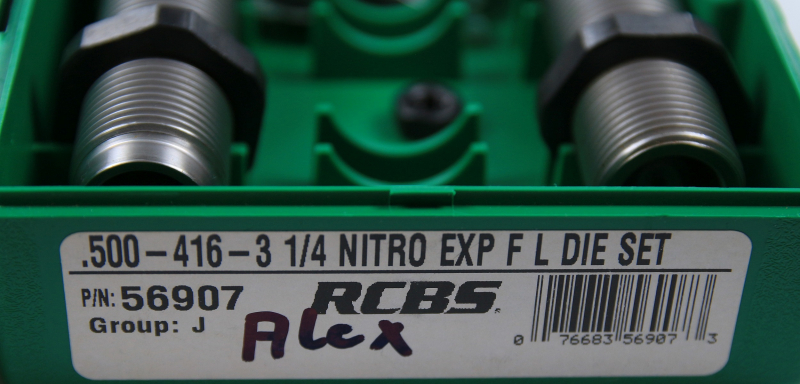 .500-416-3 1/4 NITRO EXP F L DIE SET
P/N: 56907 RCBS.
Group: J Alex
0 76683 56907 3